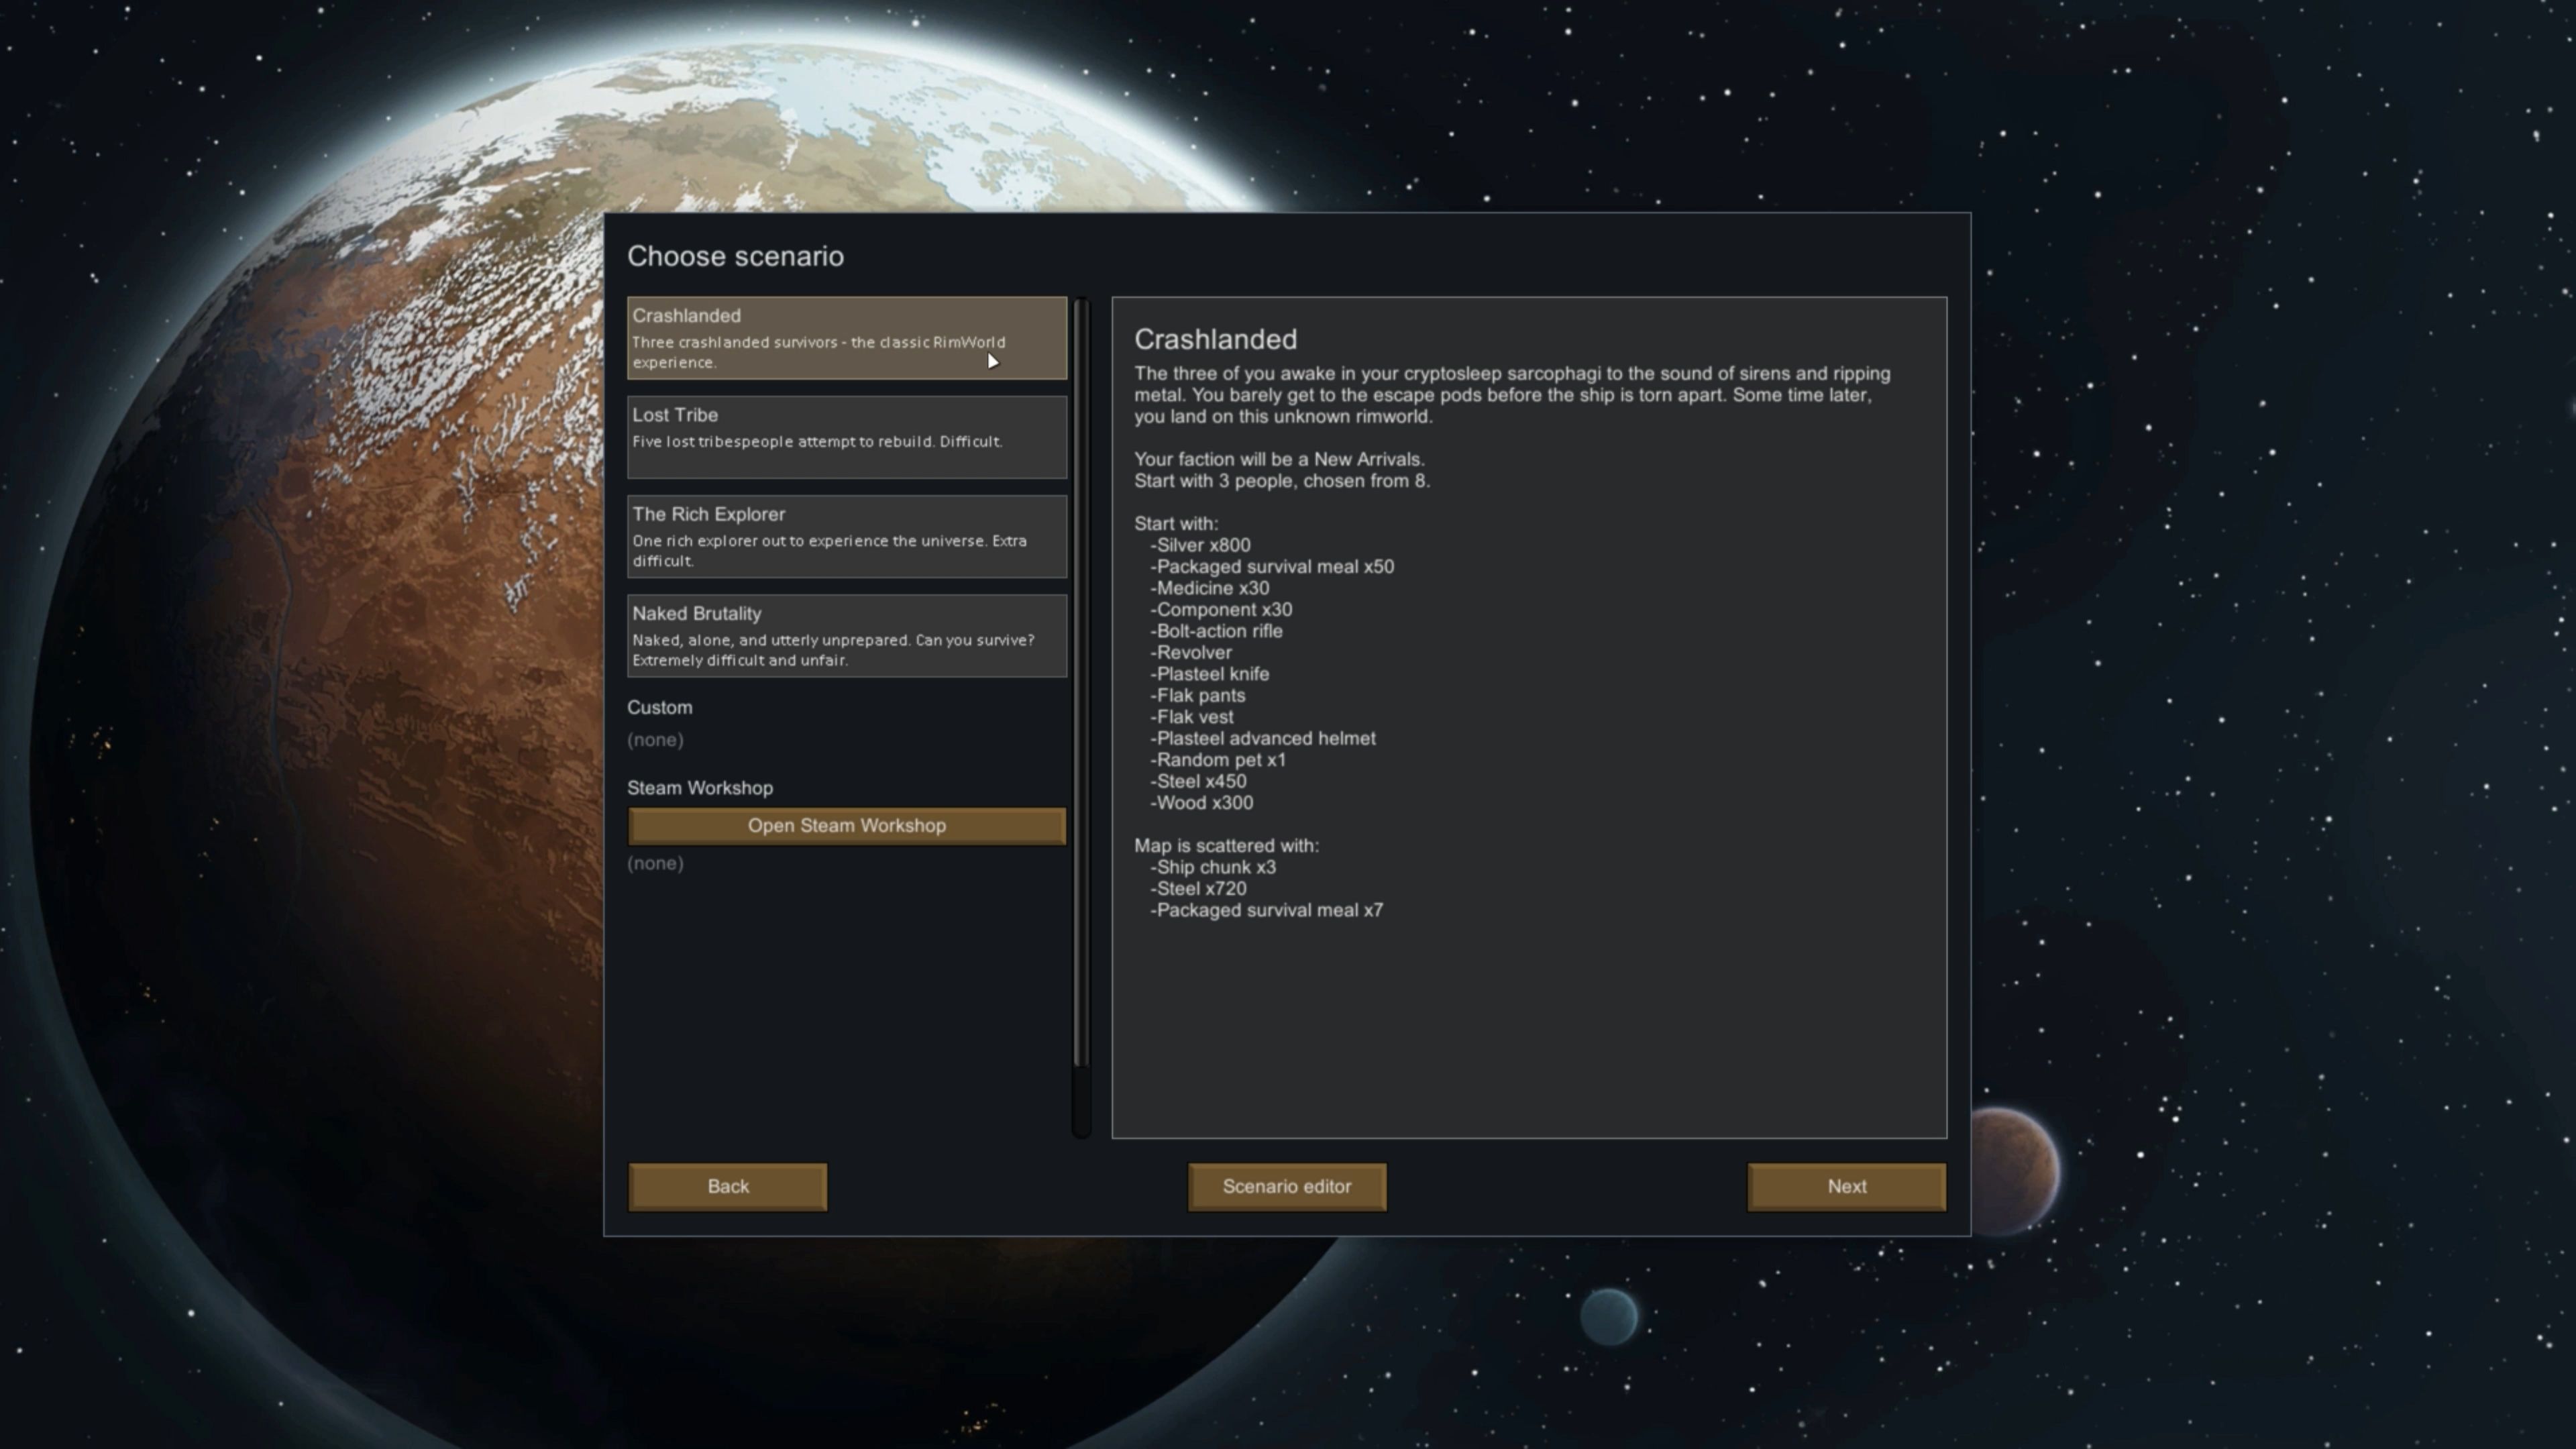 Choose scenario
Crashlanded
Three crashlanded survivors - the classic RimWorld
experience.
Lost Tribe
Five lost tribespeople attempt to rebuild. Difficult.
The Rich Explorer
One rich explorer out to experience the universe. Extra
difficult.
Naked Brutality
Naked, alone, and utterly unprepared. Can you survive?
Extremely difficult and unfair.
Custom
(none)
Steam Workshop
Open Steam Workshop
(none)
Crashlanded
The three of you awake in your cryptosleep sarcophagi to the sound of sirens and ripping
metal. You barely get to the escape pods before the ship is torn apart. Some time later,
you land on this unknown rimworld.
Your faction will be a New Arrivals.
Start with 3 people, chosen from 8.
Start with:
-Silver x800
-Packaged survival meal x50
-Medicine x30
-Component x30
-Bolt-action rifle
-Revolver
-Plasteel knife
-Flak pants
-Flak vest
-Plasteel advanced helmet
-Random pet x1
-Steel x450
-Wood x300
Map is scattered with:
-Ship chunk x3
-Steel x720
-Packaged survival meal x7
Back
Scenario editor
Next